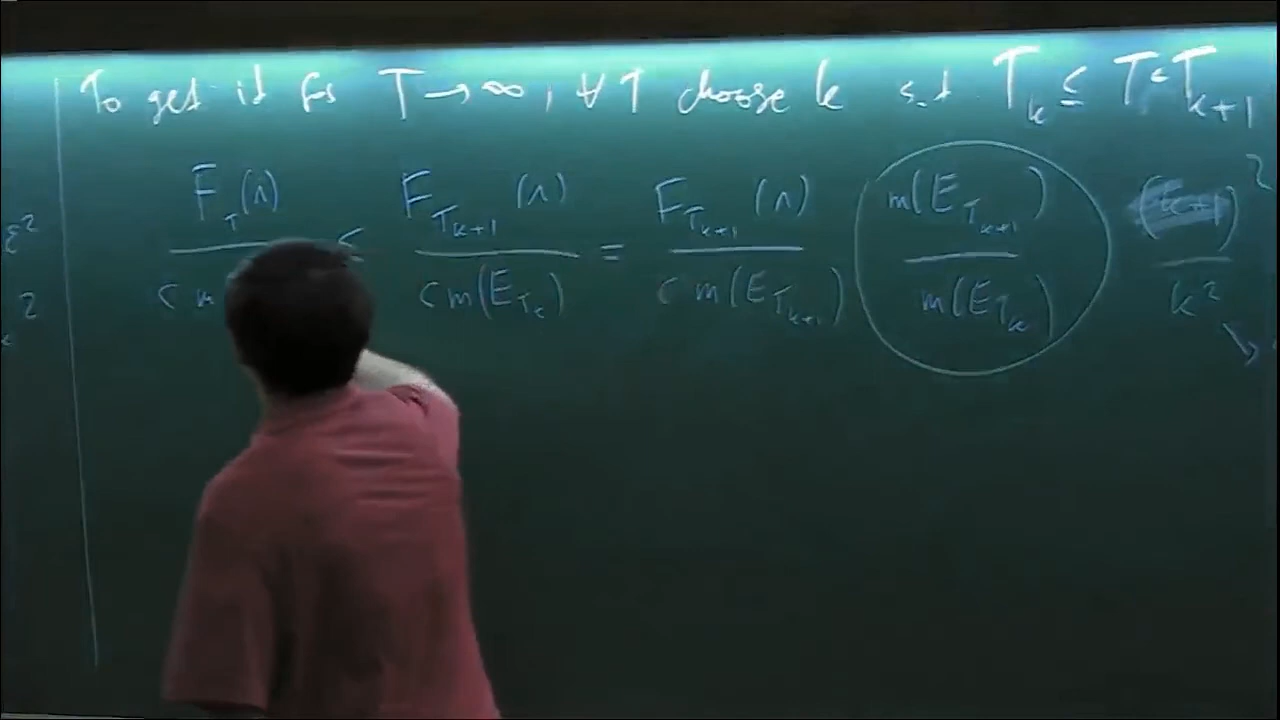 To get it for T → ∞, ∀ T choose k s.t. T_k ≤ T < T_{k+1}
F_T(Λ) / c m ≤ F_{T_{k+1}}(Λ) / c m(E_{T_k}) = F_{T_{k+1}}(Λ) / c m(E_{T_{k+1}}) m(E_{T_{k+1}}) / m(E_{T_k}) (k+1)^2 / k^2
ε^2
2